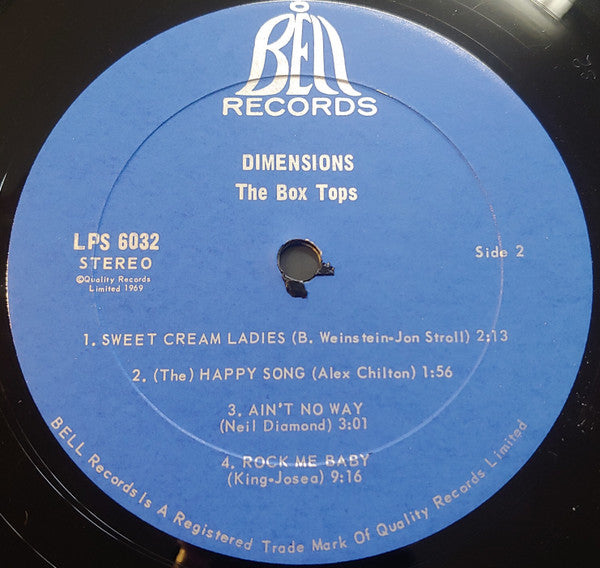 BELL
RECORDS
DIMENSIONS
The Box Tops
LPS 6032
STEREO
©Quality Records
Limited 1969
Side 2
1. SWEET CREAM LADIES (B. Weinstein-Jon Stroll) 2:13
2. (The) HAPPY SONG (Alex Chilton) 1:56
3. AIN'T NO WAY
(Neil Diamond) 3:01
4. ROCK ME BABY
(King-Josea) 9:16
BELL Records Is A Registered Trade Mark Of Quality Records Limited